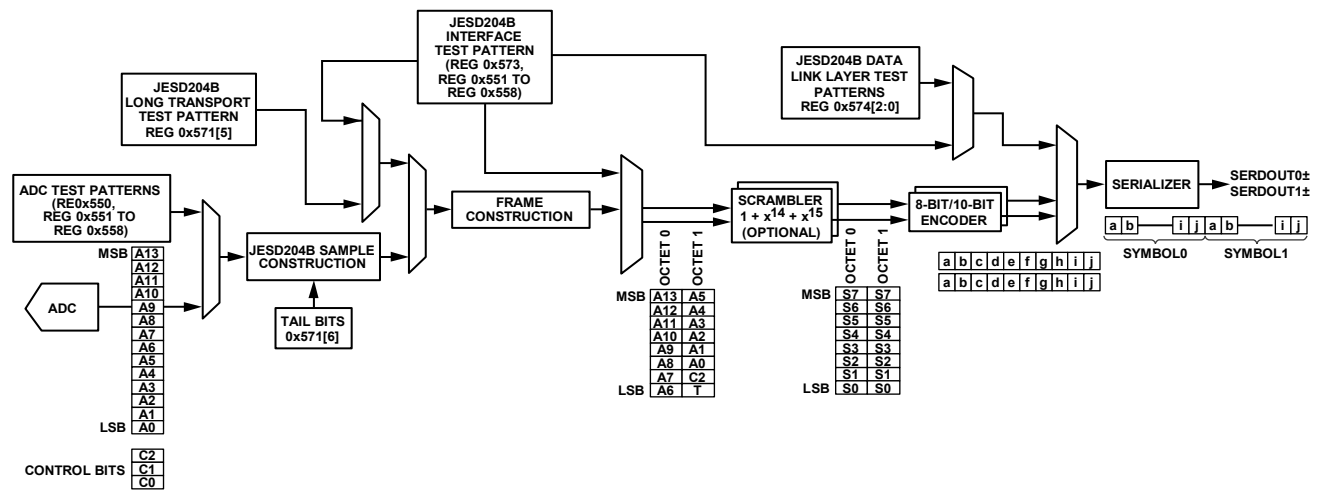 JESD204B
INTERFACE
TEST PATTERN
(REG 0x573,
REG 0x551 TO
REG 0x558)
JESD204B DATA
LINK LAYER TEST
PATTERNS
REG 0x574[2:0]
JESD204B
LONG TRANSPORT
TEST PATTERN
REG 0x571[5]
ADC TEST PATTERNS
(RE0x550,
REG 0x551 TO
REG 0x558)
MSB A13
A12
A11
A10
A9
A8
A7
A6
A5
A4
A3
A2
A1
LSB A0
CONTROL BITS
C2
C1
C0
ADC
JESD204B SAMPLE
CONSTRUCTION
TAIL BITS
0x571[6]
FRAME
CONSTRUCTION
OCTET 0
OCTET 1
MSB A13 A5
A12 A4
A11 A3
A10 A2
A9 A1
A8 A0
A7 C2
LSB A6 T
SCRAMBLER
1 + x14 + x15
(OPTIONAL)
OCTET 0
OCTET 1
MSB S7 S7
S6 S6
S5 S5
S4 S4
S3 S3
S2 S2
S1 S1
LSB S0 S0
8-BIT/10-BIT
ENCODER
a b c d e f g h i j
a b c d e f g h i j
SERIALIZER
SERDOUT0±
SERDOUT1±
a b i j a b i j
SYMBOL0 SYMBOL1